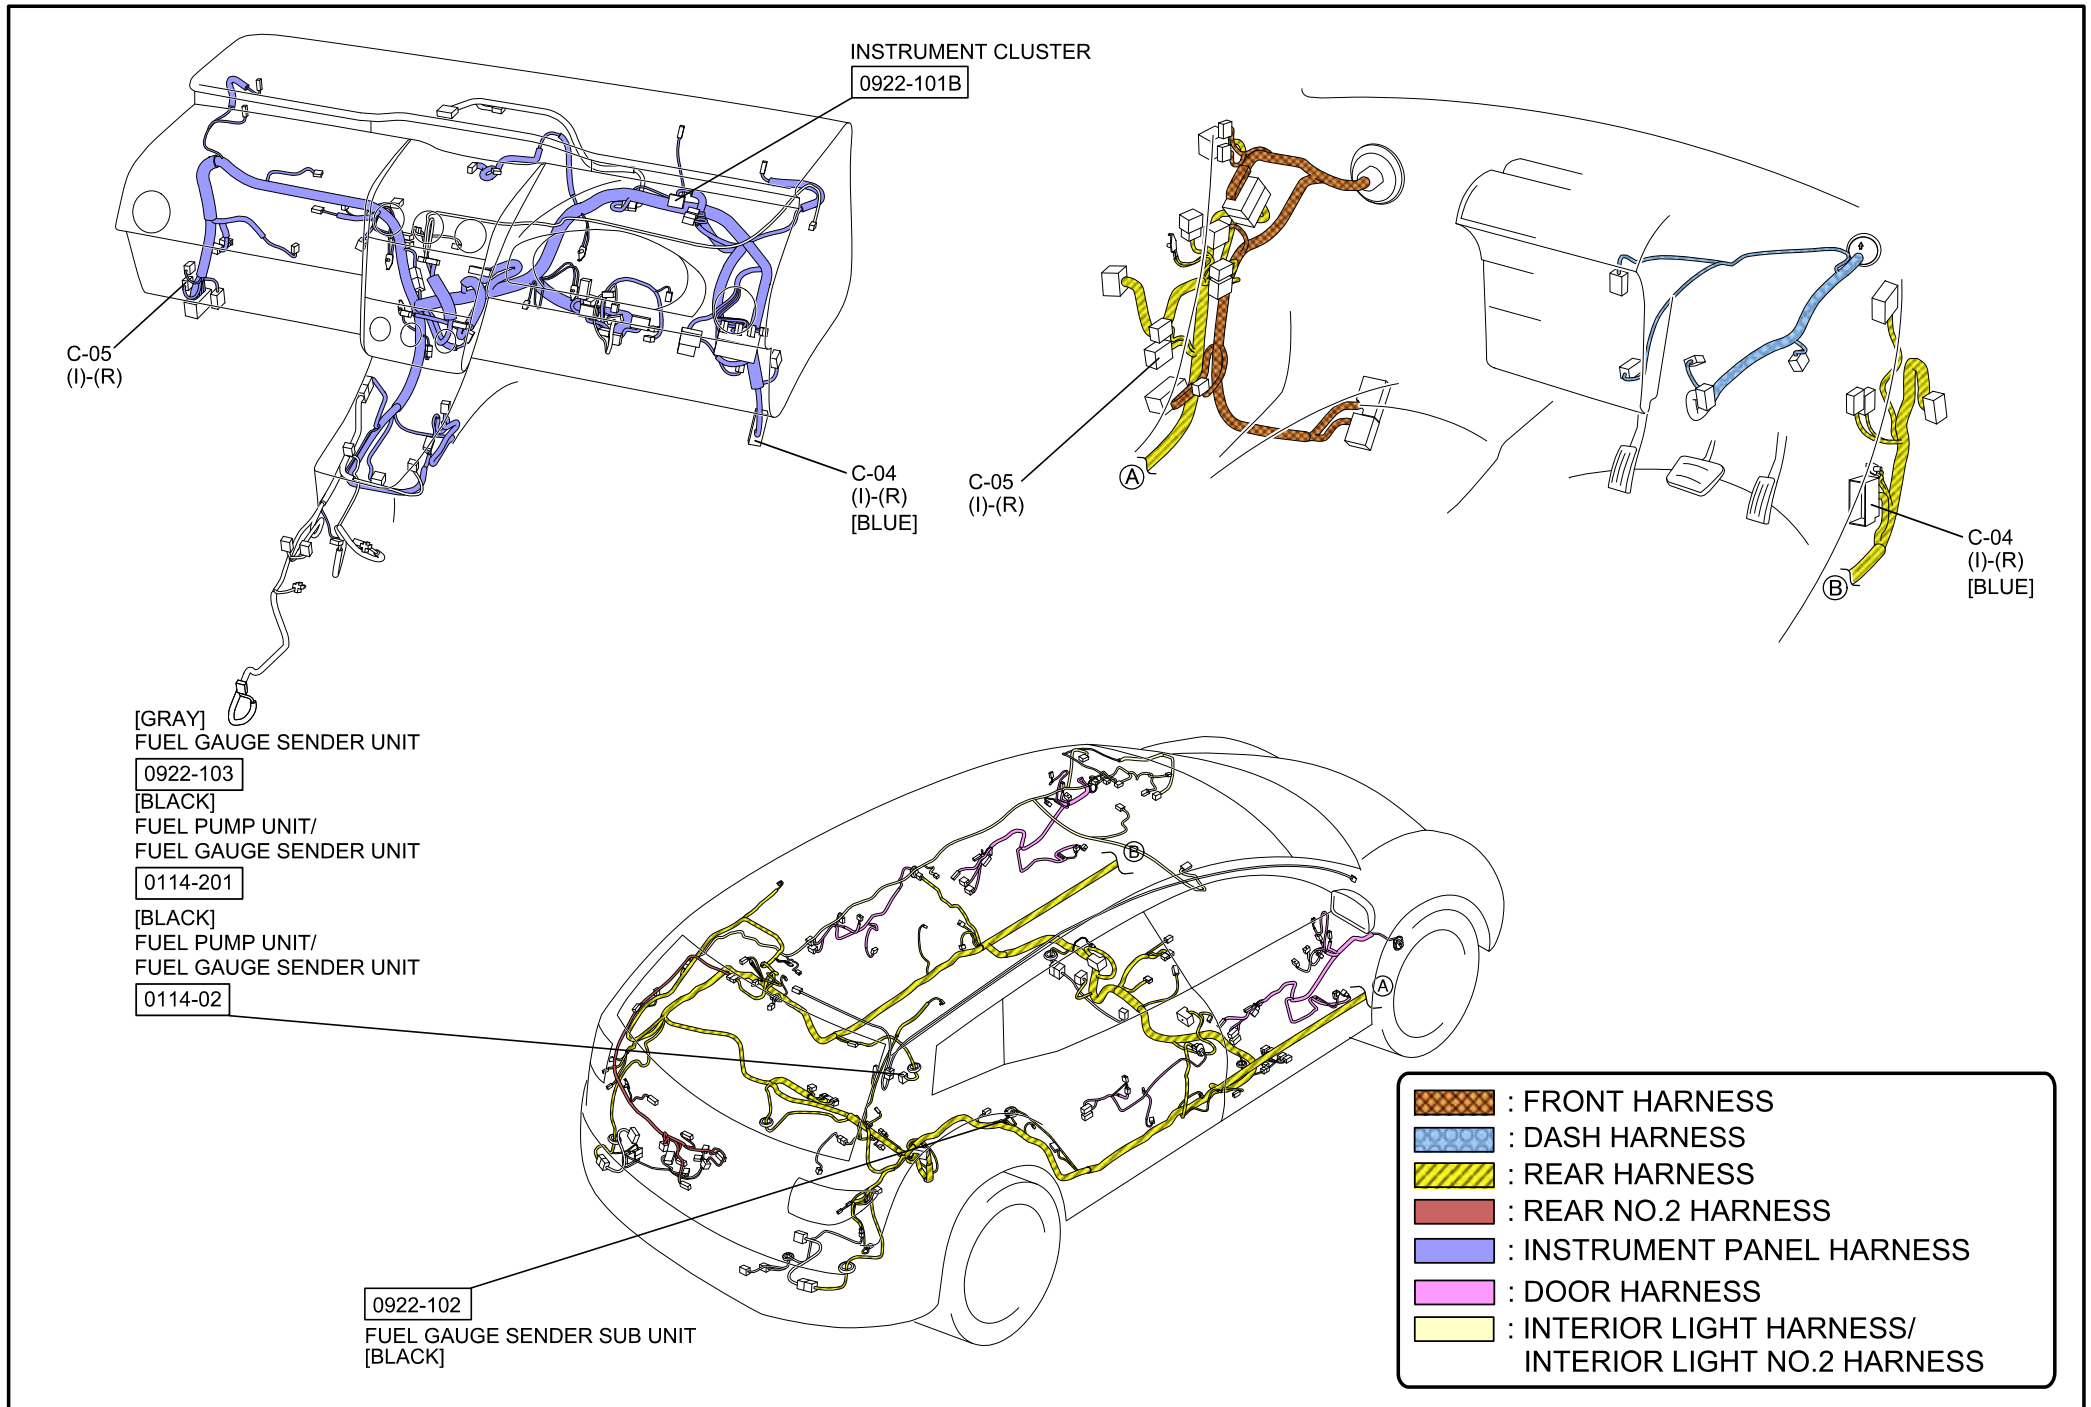 INSTRUMENT CLUSTER
0922-101B
C-05
(I)-(R)
C-04
(I)-(R)
[BLUE]
C-05
(I)-(R)
A
C-04
(I)-(R)
[BLUE]
B
[GRAY]
FUEL GAUGE SENDER UNIT
0922-103
[BLACK]
FUEL PUMP UNIT/
FUEL GAUGE SENDER UNIT
0114-201
[BLACK]
FUEL PUMP UNIT/
FUEL GAUGE SENDER UNIT
0114-02
B
A
0922-102
FUEL GAUGE SENDER SUB UNIT
[BLACK]
: FRONT HARNESS
: DASH HARNESS
: REAR HARNESS
: REAR NO.2 HARNESS
: INSTRUMENT PANEL HARNESS
: DOOR HARNESS
: INTERIOR LIGHT HARNESS/
INTERIOR LIGHT NO.2 HARNESS